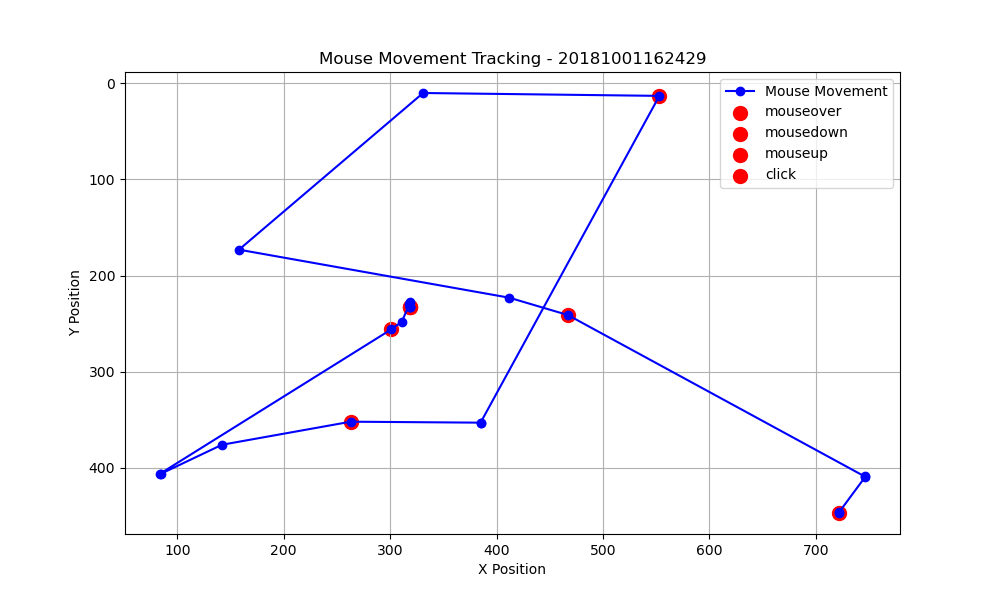 Mouse Movement Tracking - 20181001162429
Mouse Movement
mouseover
mousedown
mouseup
click
Y Position
0
100
200
300
400
100 200 300 400 500 600 700
X Position